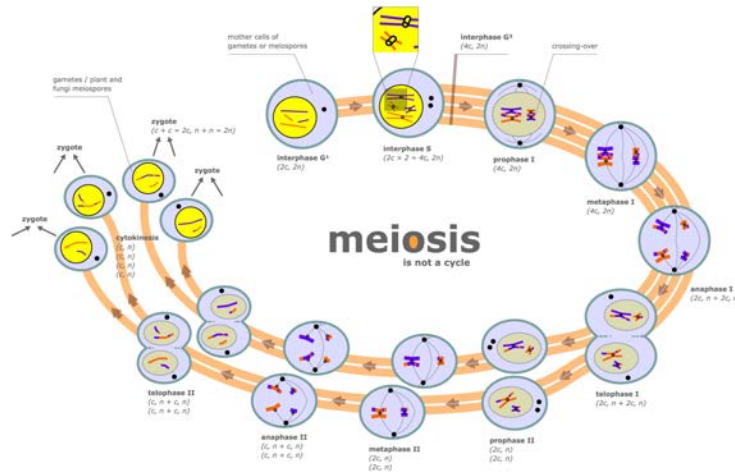 mother cells of
gametes or meiospores
interphase G²
(4c, 2n)
crossing-over
gametes / plant and
fungi meiospores
zygote
(c + c = 2c, n + n = 2n)
zygote
zygote
zygote
interphase G¹
(2c, 2n)
interphase S
(2c × 2 = 4c, 2n)
prophase I
(4c, 2n)
metaphase I
(4c, 2n)
cytokinesis
(c, n)
(c, n)
(c, n)
(c, n)
meiosis
is not a cycle
anaphase I
(2c, n + 2c,
telophase I
(2c, n + 2c, n)
telophase II
(c, n + c, n)
(c, n + c, n)
anaphase II
(c, n + c, n)
(c, n + c, n)
metaphase II
(2c, n)
(2c, n)
prophase II
(2c, n)
(2c, n)